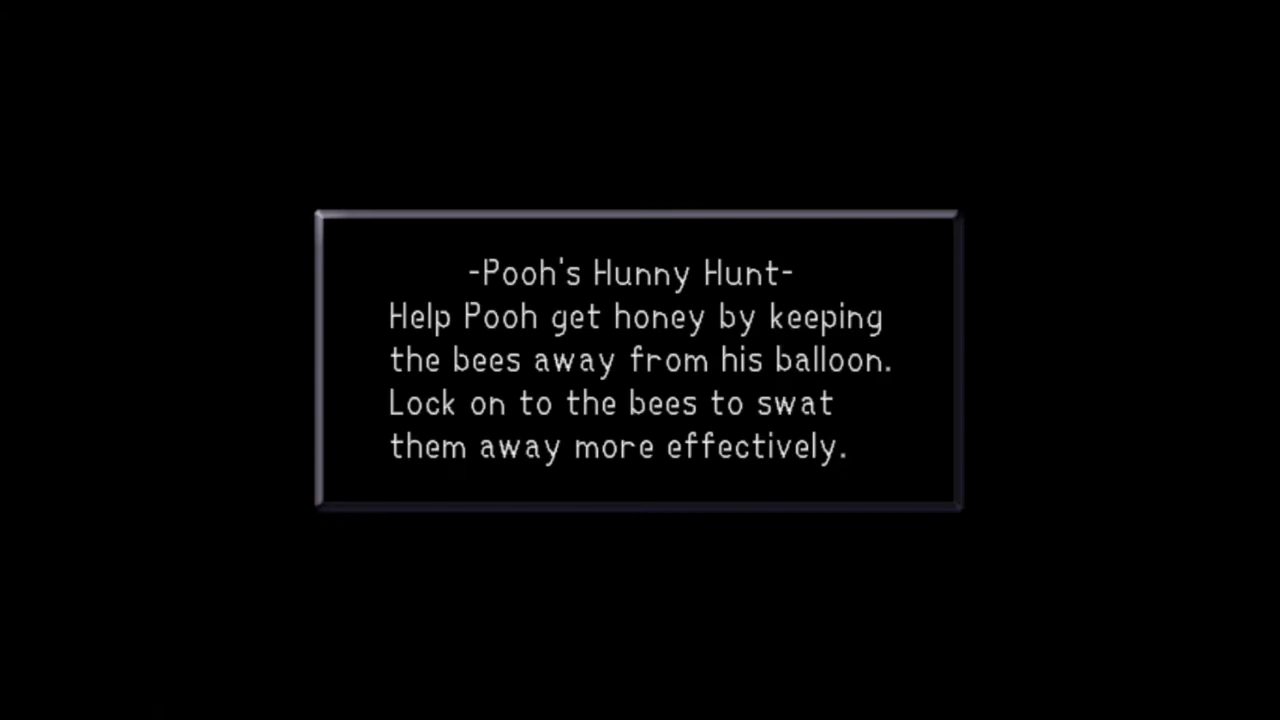 -Pooh's Hunny Hunt-
Help Pooh get honey by keeping
the bees away from his balloon.
Lock on to the bees to swat
them away more effectively.